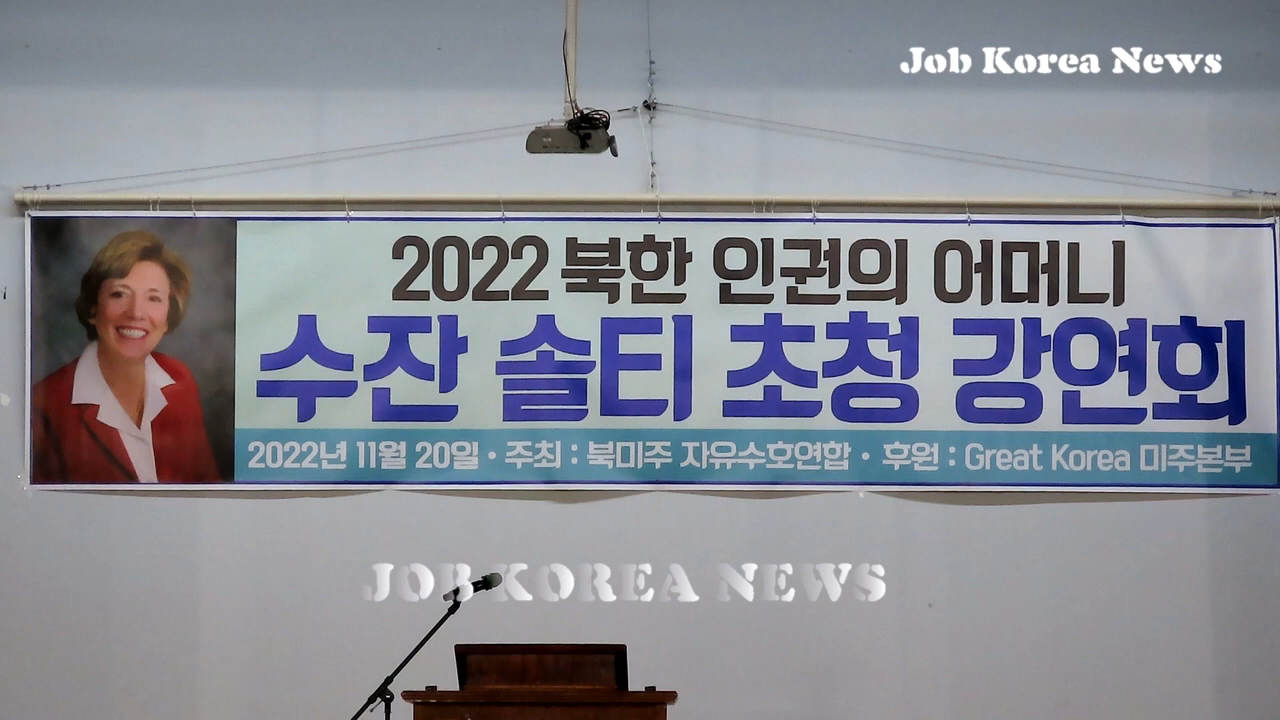 Job Korea News
2022 북한 인권의 어머니
수잔 솔티 초청 강연회
2022년 11월 20일 · 주최 : 북미주 자유수호연합 · 후원 : Great Korea 미주본부
JOB KOREA NEWS